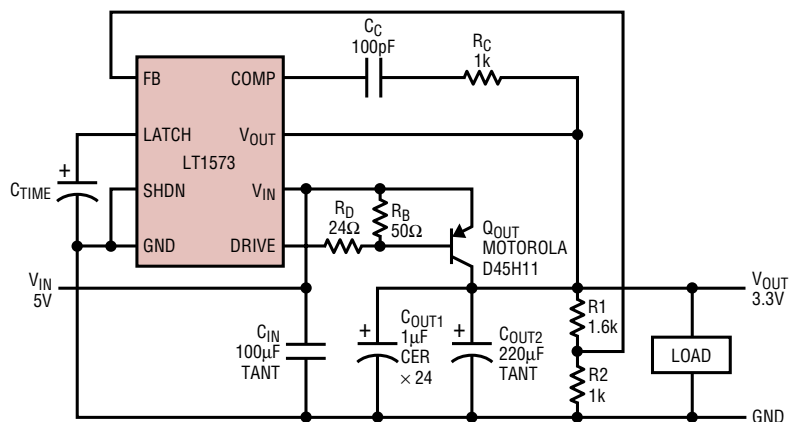 C_C
100pF
R_C
1k
FB
COMP
LATCH
V_OUT
LT1573
C_TIME
+
SHDN
V_IN
GND
DRIVE
R_D
24Ω
R_B
50Ω
Q_OUT
MOTOROLA
D45H11
V_IN
5V
V_OUT
3.3V
C_IN
100µF
TANT
+
C_OUT1
1µF
CER
× 24
+
C_OUT2
220µF
TANT
R1
1.6k
R2
1k
LOAD
GND